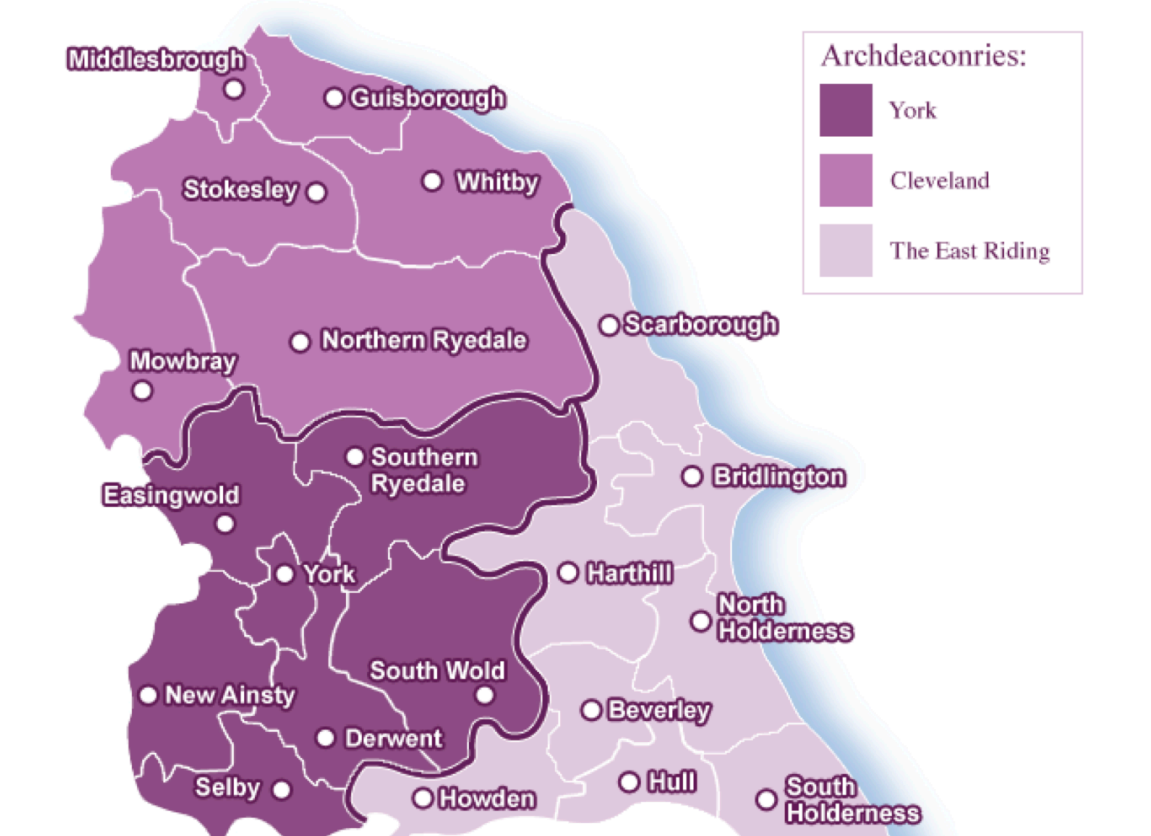 Archdeaconries:
York
Cleveland
The East Riding
Middlesbrough
Guisborough
Stokesley
Whitby
Scarborough
Northern Ryedale
Mowbray
Southern
Ryedale
Bridlington
Easingwold
York
Harthill
North
Holderness
South Wold
New Ainsty
Beverley
Derwent
Selby
Howden
Hull
South
Holderness